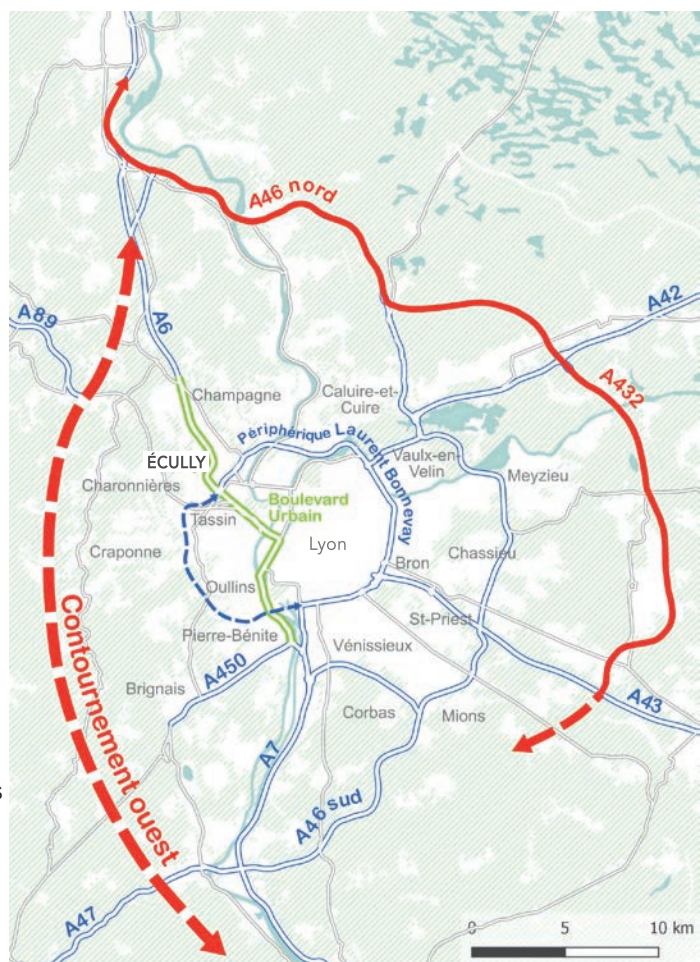 A46 nord
A42
A89
A6
A432
Champagne
Caluire-et-
Cuire
Périphérique Laurent Bonnevay
ÉCULLY
Vaulx-en-
Velin
Meyzieu
Charonnières
Boulevard
Urbain
Tassin
Lyon
Craponne
Bron
Chassieu
Oullins
St-Priest
Pierre-Bénite
Vénissieux
Contournement ouest
A450
A43
Brignais
Corbas
Mions
A7
s
A46 sud
A47
0 5 10 km